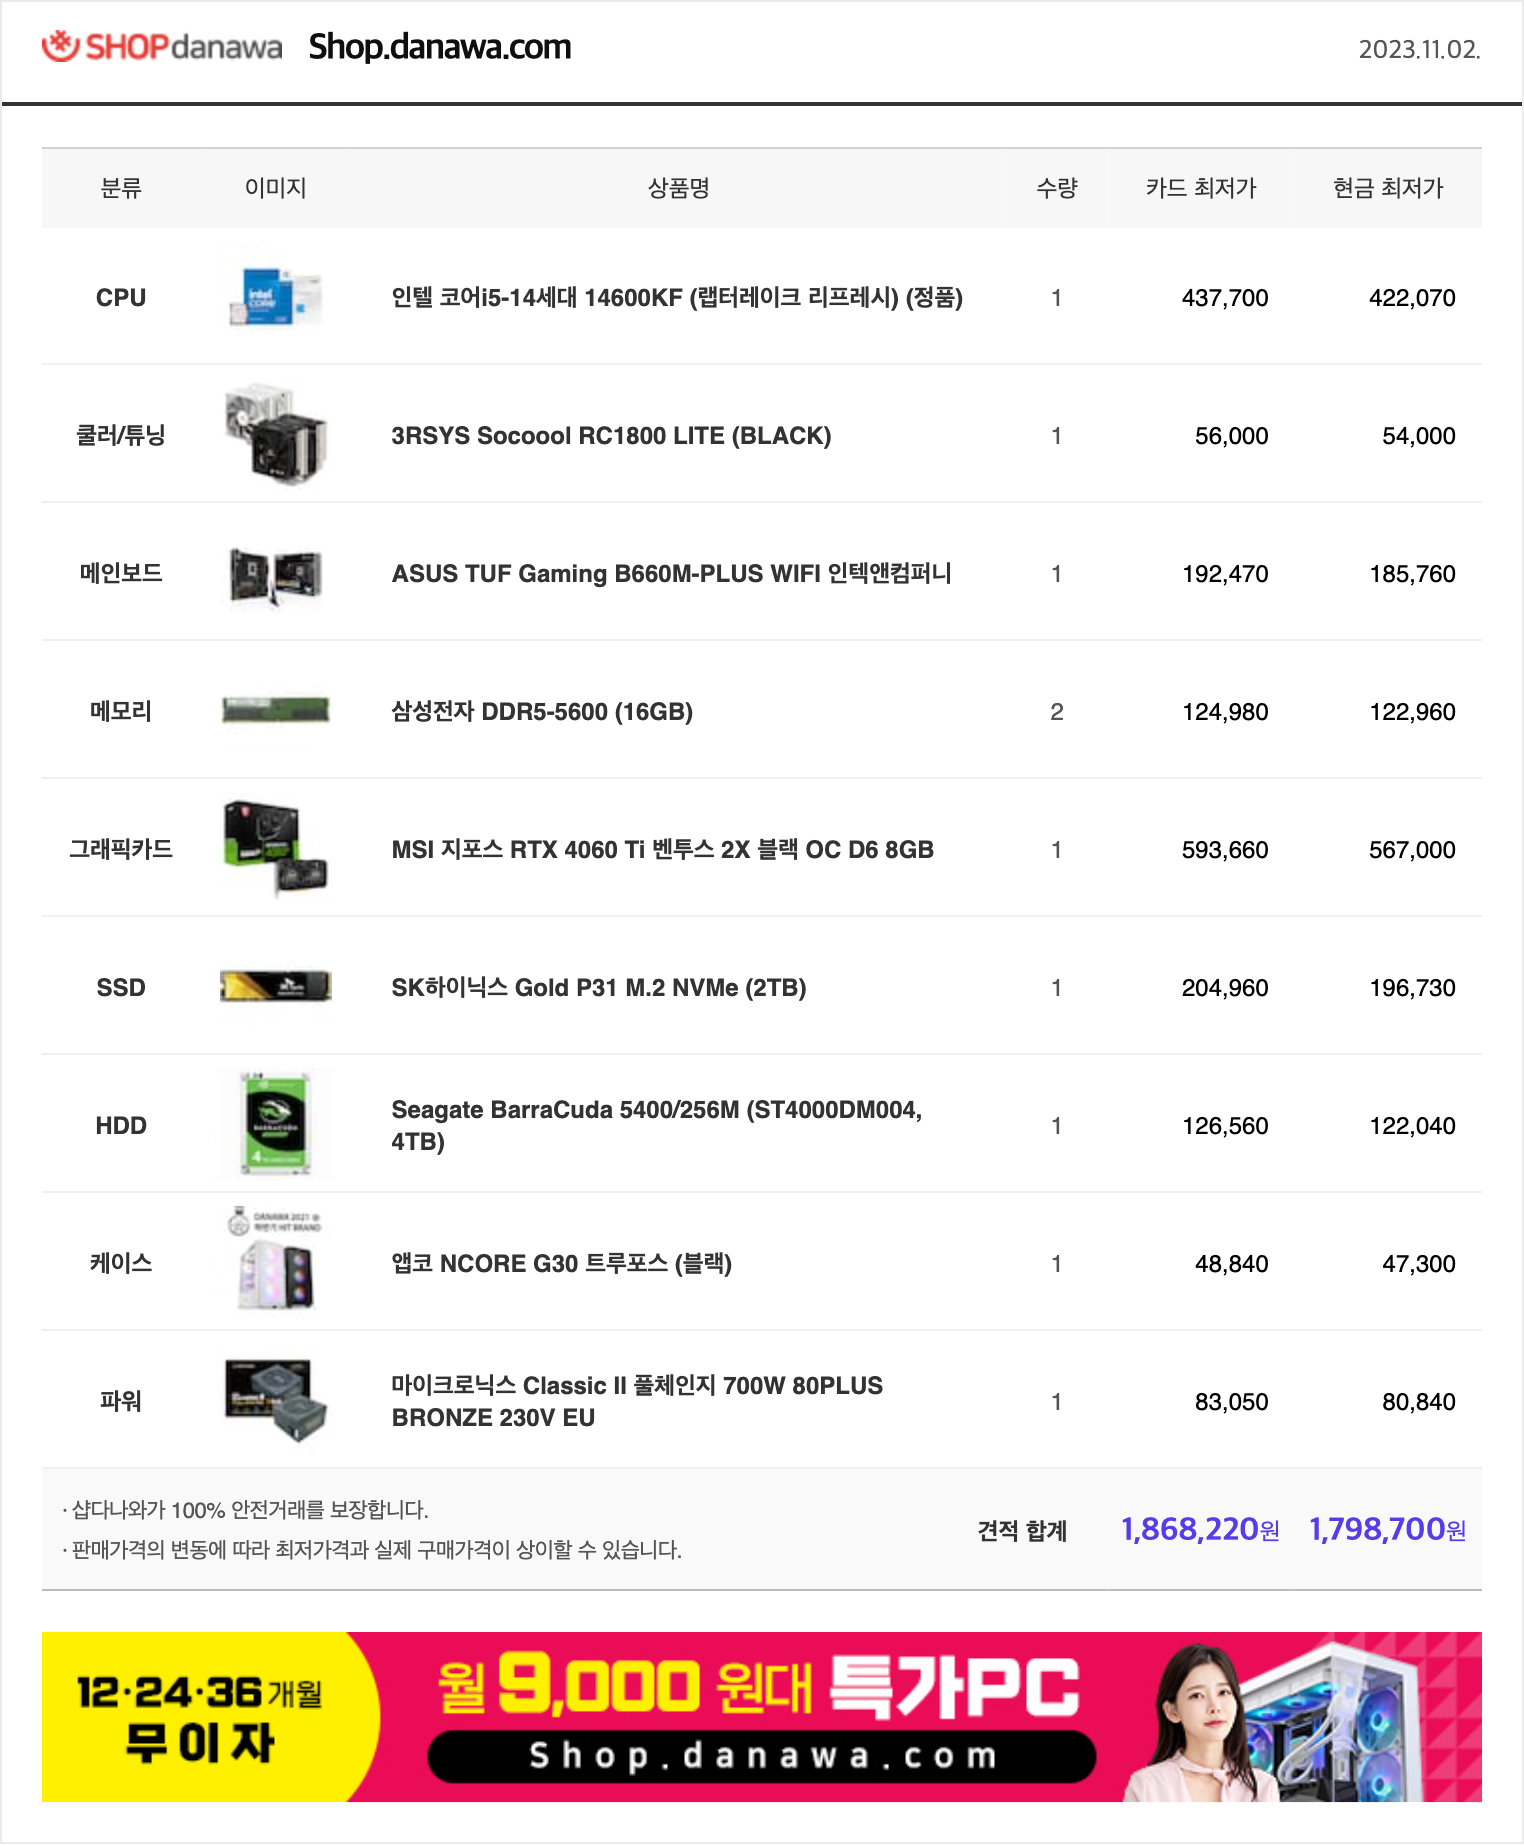 SHOPdanawa Shop.danawa.com 2023.11.02.
분류 이미지 상품명 수량 카드 최저가 현금 최저가
CPU 인텔 코어i5-14세대 14600KF (랩터레이크 리프레시) (정품) 1 437,700 422,070
쿨러/튜닝 3RSYS Socoool RC1800 LITE (BLACK) 1 56,000 54,000
메인보드 ASUS TUF Gaming B660M-PLUS WIFI 인텍앤컴퍼니 1 192,470 185,760
메모리 삼성전자 DDR5-5600 (16GB) 2 124,980 122,960
그래픽카드 MSI 지포스 RTX 4060 Ti 벤투스 2X 블랙 OC D6 8GB 1 593,660 567,000
SSD SK하이닉스 Gold P31 M.2 NVMe (2TB) 1 204,960 196,730
Seagate BarraCuda 5400/256M (ST4000DM004,
HDD 4TB) 1 126,560 122,040
DANAWA 2021
하반기 HIT BRAND
케이스 앱코 NCORE G30 트루포스 (블랙) 1 48,840 47,300
마이크로닉스 Classic II 풀체인지 700W 80PLUS
파워 BRONZE 230V EU 1 83,050 80,840
· 샵다나와가 100% 안전거래를 보장합니다.
· 판매가격의 변동에 따라 최저가격과 실제 구매가격이 상이할 수 있습니다.
견적 합계 1,868,220원 1,798,700원
12·24·36개월
무이자
월 9,000 원대 특가PC
Shop.danawa.com